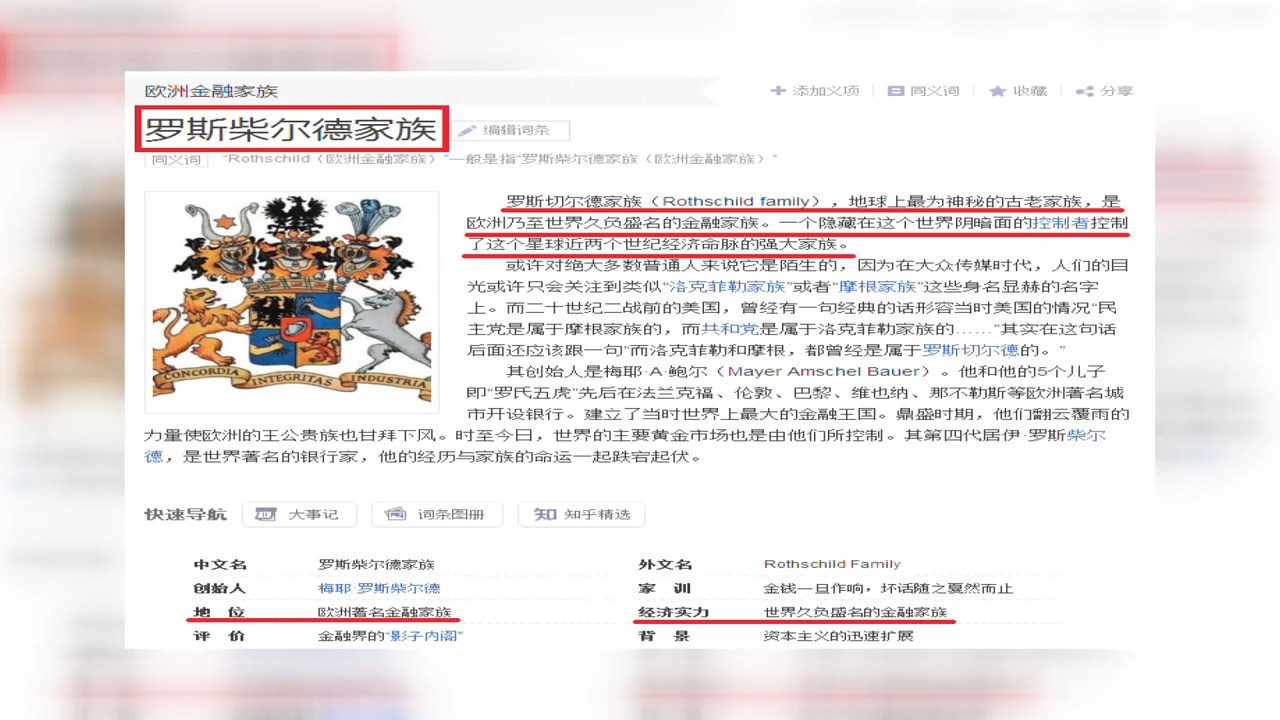 欧洲金融家族
添加义项
同义词
收藏
分享
罗斯柴尔德家族
编辑词条
同义词
“Rothschild（欧洲金融家族）”一般是指“罗斯柴尔德家族（欧洲金融家族）”
罗斯切尔德家族（Rothschild family），地球上最为神秘的古老家族，是
欧洲乃至世界久负盛名的金融家族。一个隐藏在这个世界阴暗面的控制者控制
了这个星球近两个世纪经济命脉的强大家族。
或许对绝大多数普通人来说它是陌生的，因为在大众传媒时代，人们的目
光或许只会关注到类似“洛克菲勒家族”或者“摩根家族”这些身名显赫的名字
上。而二十世纪二战前的美国，曾经有一句经典的话形容当时美国的情况“民
主党是属于摩根家族的，而共和党是属于洛克菲勒家族的……”其实在这句话
后面还应该跟一句“而洛克菲勒和摩根，都曾经是属于罗斯切尔德的。”
其创始人是梅耶·A·鲍尔（Mayer Amschel Bauer）。他和他的5个儿子
即“罗氏五虎”先后在法兰克福、伦敦、巴黎、维也纳、那不勒斯等欧洲著名城
市开设银行。建立了当时世界上最大的金融王国。鼎盛时期，他们翻云覆雨的
力量使欧洲的王公贵族也甘拜下风。时至今日，世界的主要黄金市场也是由他们所控制。其第四代居伊·罗斯柴尔
德，是世界著名的银行家，他的经历与家族的命运一起跌宕起伏。
CONCORDIA INTEGRITAS INDUSTRIA
快速导航
大事记
词条图册
知乎精选
中文名 罗斯柴尔德家族
外文名 Rothschild Family
创始人 梅耶·罗斯柴尔德
家 训 金钱一旦作响，坏话随之戛然而止
地 位 欧洲著名金融家族
经济实力 世界久负盛名的金融家族
评 价 金融界的“影子内阁”
背 景 资本主义的迅速扩展